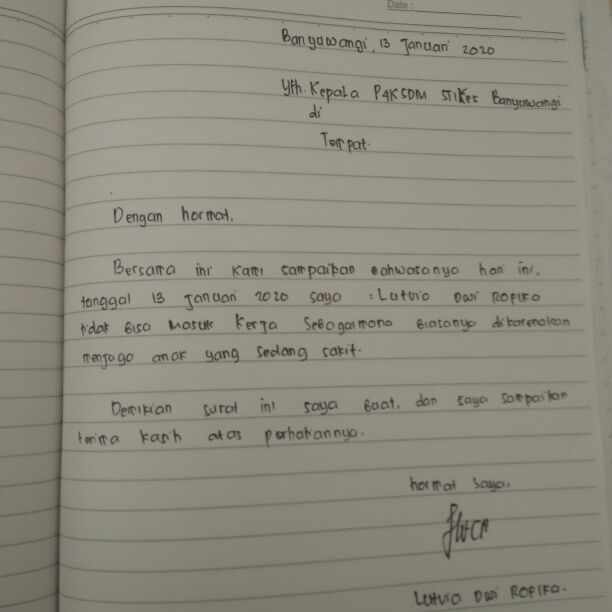 Date :
Banyuwangi, 13 Januari 2020
Yth. Kepala P4KSDM STIKes Banyuwangi
di
Tempat.
Dengan hormat,
Bersama ini Kami sampaikan bahwasanya hari ini,
tanggal 13 Januari 2020 saya : Lutvia Dwi ROFIKA
tidak bisa Masuk Kerja Sebagaimana biasanya dikarenakan
menjaga anak yang sedang sakit.
Demikian surat ini saya buat, dan saya sampaikan
terima kasih atas perhatiannya.
hormat saya,
Lutvia Dwi ROFIKA.